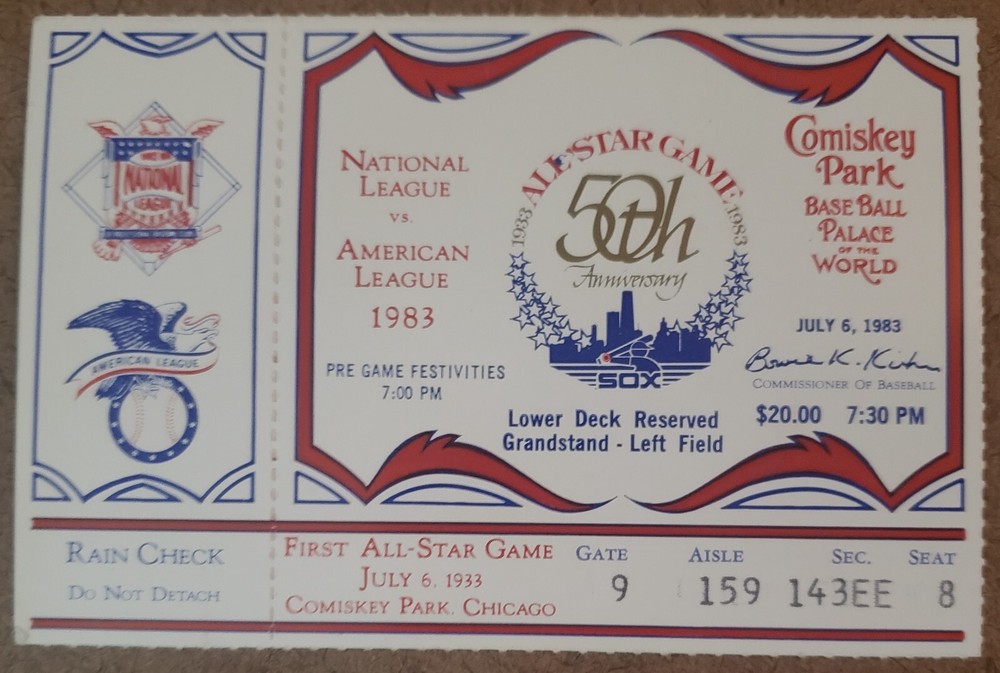 NATIONAL
LEAGUE
AMERICAN LEAGUE
RAIN CHECK
DO NOT DETACH
NATIONAL
LEAGUE
VS.
AMERICAN
LEAGUE
1983
PRE GAME FESTIVITIES
7:00 PM
1933 ALL-STAR GAME 1983
50th
Anniversary
SOX
Lower Deck Reserved
Grandstand - Left Field
Comiskey
Park
BASE BALL
PALACE
OF THE
WORLD
JULY 6, 1983
Bowie K. Kuhn
COMMISSIONER OF BASEBALL
$20.00 7:30 PM
FIRST ALL-STAR GAME
JULY 6, 1933
COMISKEY PARK, CHICAGO
GATE AISLE SEC. SEAT
9 159 143EE 8